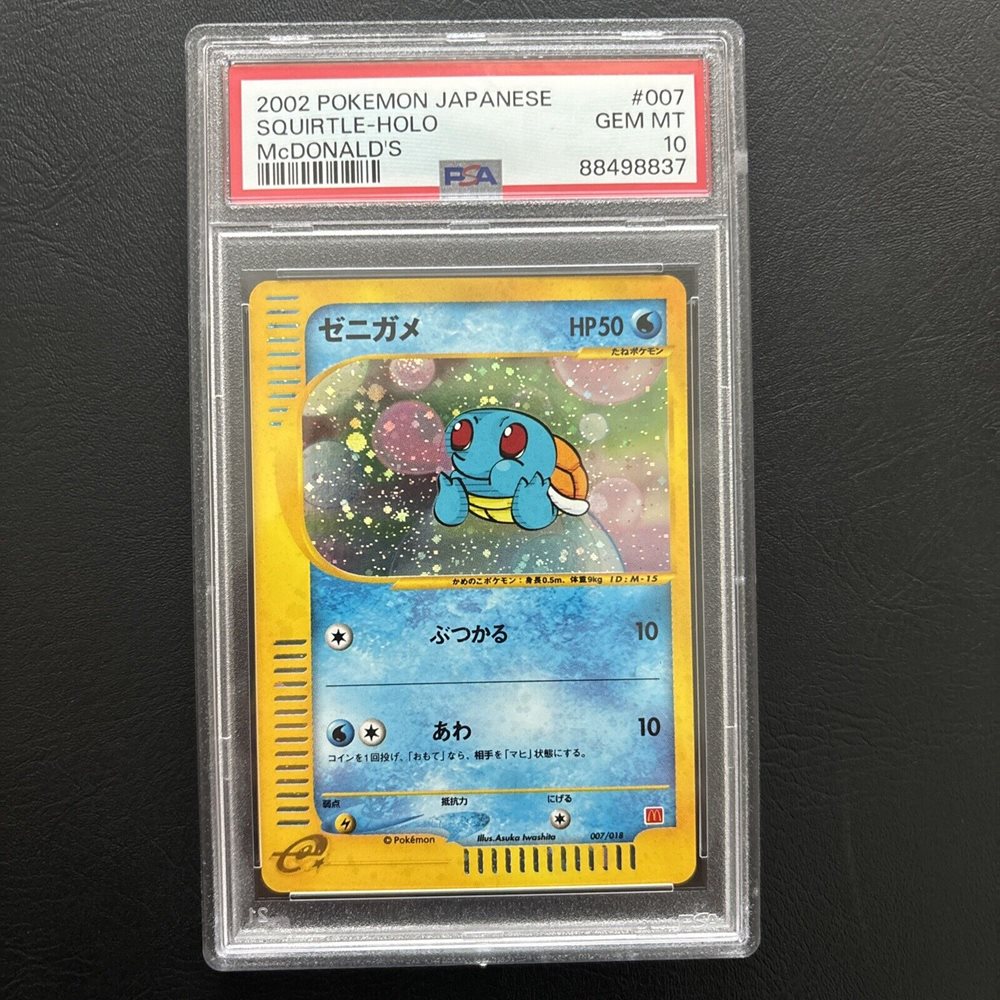 2002 POKEMON JAPANESE #007
SQUIRTLE-HOLO GEM MT
McDONALD'S 10
PSA 88498837
ゼニガメ HP50
たねポケモン
かめのこポケモン：身長0.5m、体重9kg ID:M-15
ぶつかる 10
あわ 10
コインを1回投げ、「おもて」なら、相手を「マヒ」状態にする。
弱点 抵抗力 にげる
©Pokémon Illus.Asuka Iwashita 007/018